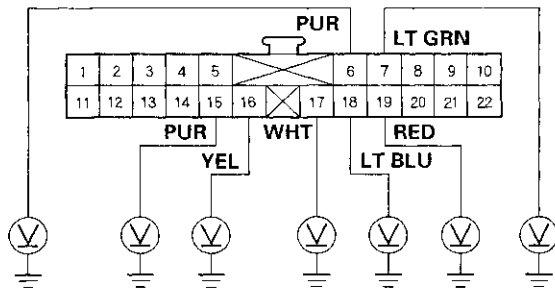 PUR
LT GRN
1 2 3 4 5 6 7 8 9 10
11 12 13 14 15 16 17 18 19 20 21 22
PUR WHT RED
YEL LT BLU
V V V V V V V